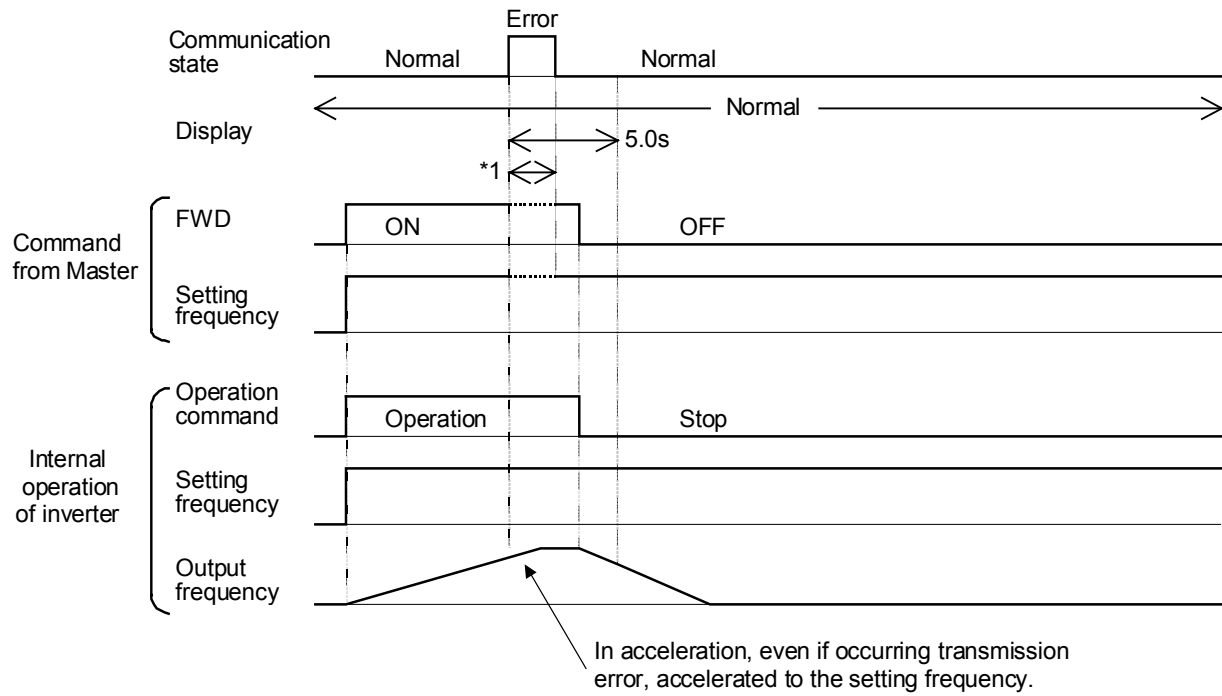 Error
Communication
state
Normal
Normal
Normal
Display
5.0s
*1
Command
from Master
FWD
ON
OFF
Setting
frequency
Internal
operation
of inverter
Operation
command
Operation
Stop
Setting
frequency
Output
frequency
In acceleration, even if occurring transmission
error, accelerated to the setting frequency.